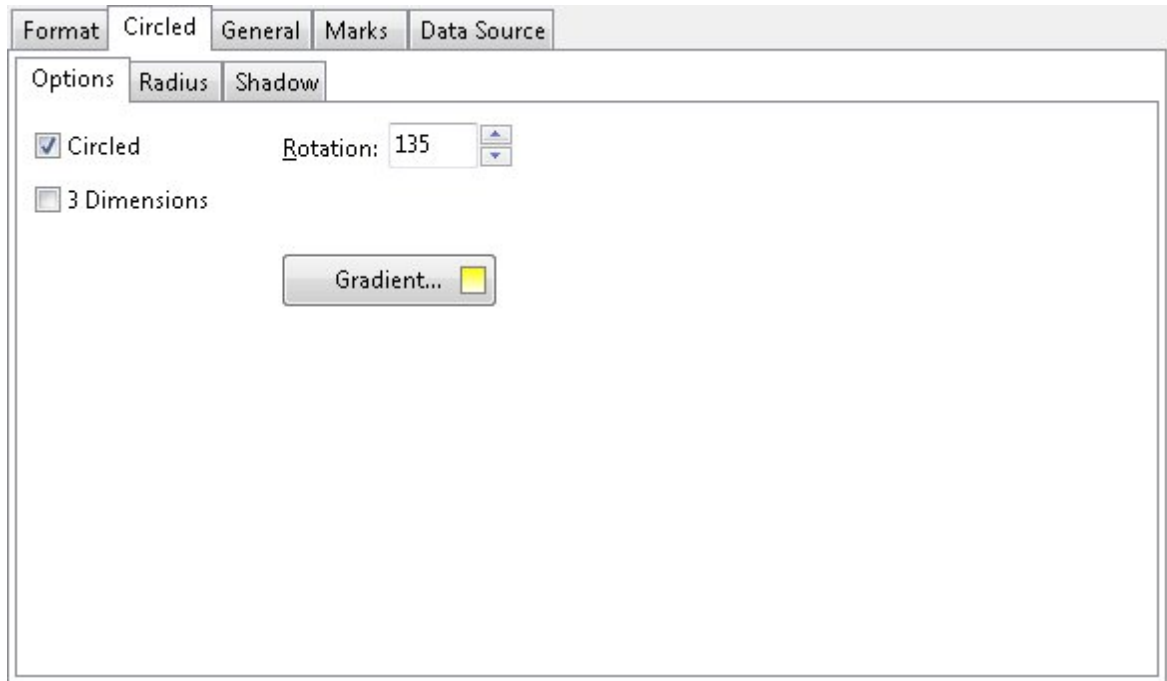 Format Circled General Marks Data Source
Options Radius Shadow
Circled Rotation: 135
3 Dimensions
Gradient...